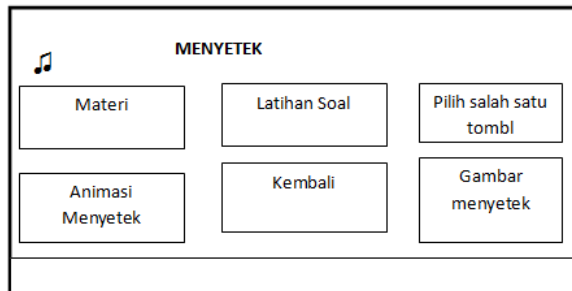 MENYETEK
Materi
Latihan Soal
Pilih salah satu
tombl
Animasi
Menyetek
Kembali
Gambar
menyetek